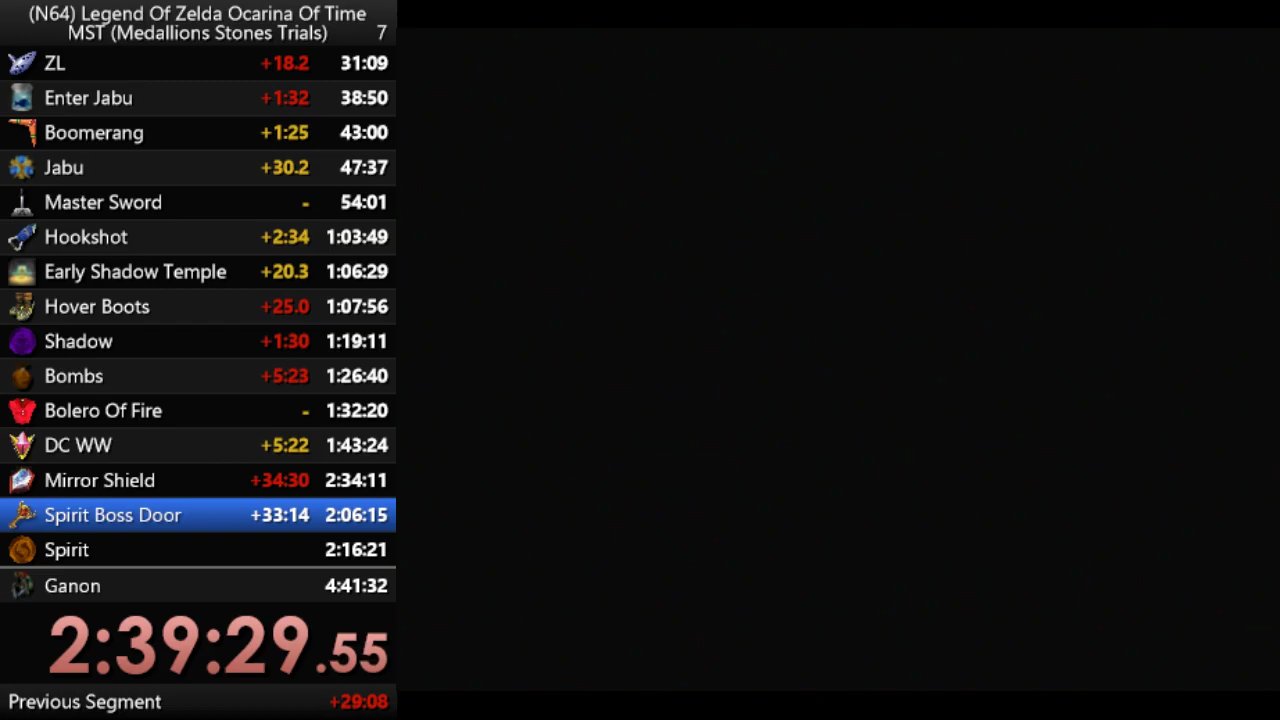 (N64) Legend Of Zelda Ocarina Of Time
MST (Medallions Stones Trials) 7
ZL +18.2 31:09
Enter Jabu +1:32 38:50
Boomerang +1:25 43:00
Jabu +30.2 47:37
Master Sword - 54:01
Hookshot +2:34 1:03:49
Early Shadow Temple +20.3 1:06:29
Hover Boots +25.0 1:07:56
Shadow +1:30 1:19:11
Bombs +5:23 1:26:40
Bolero Of Fire - 1:32:20
DC WW +5:22 1:43:24
Mirror Shield +34:30 2:34:11
Spirit Boss Door +33:14 2:06:15
Spirit 2:16:21
Ganon 4:41:32
2:39:29.55
Previous Segment +29:08